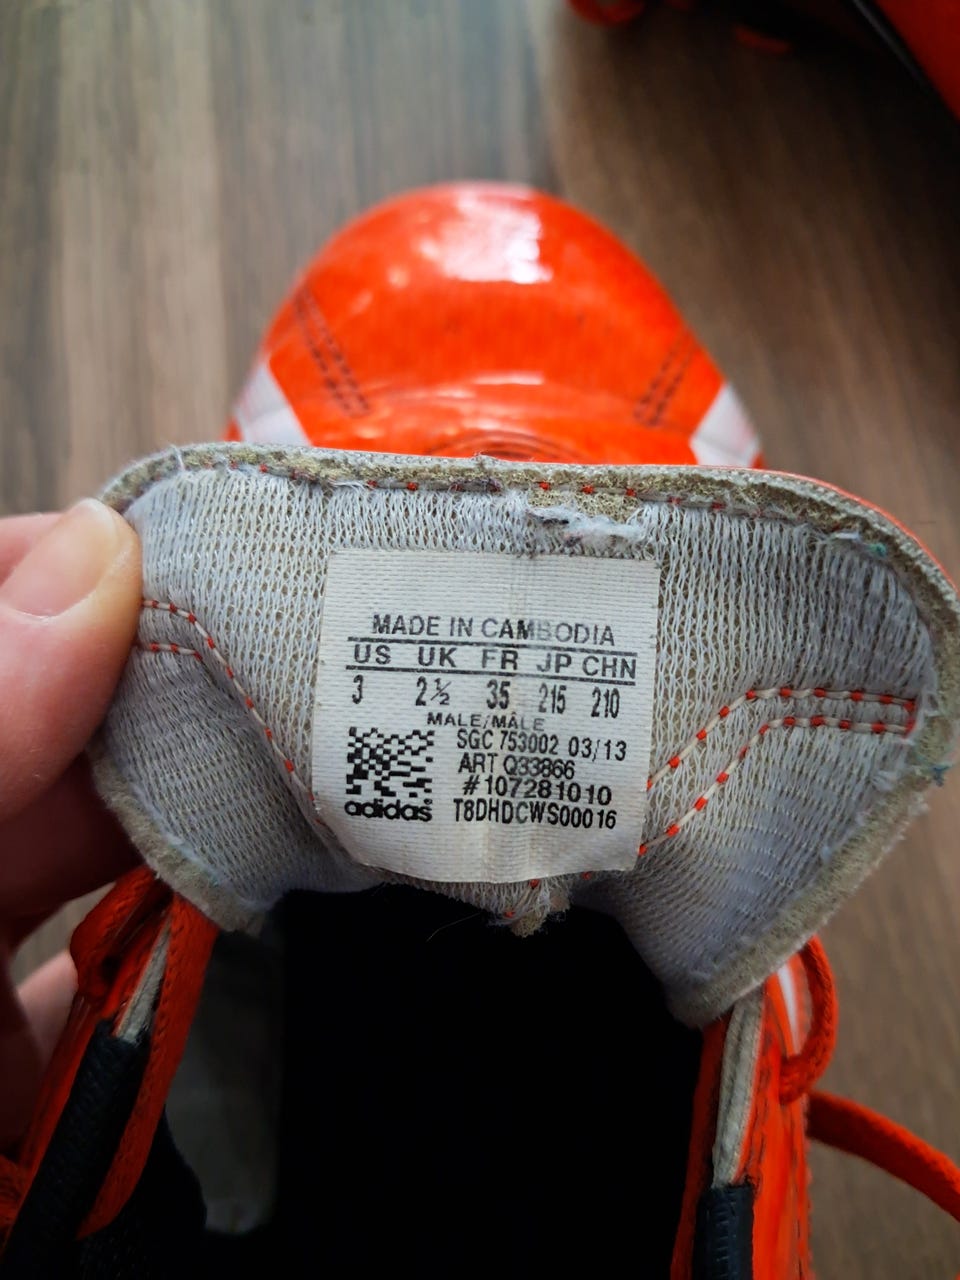 MADE IN CAMBODIA
US UK FR JP CHN
3 2½ 35 215 210
MALE/MÂLE
SGC 753002 03/13
ART Q33866
#107281010
adidas® T8DHDCWS00016